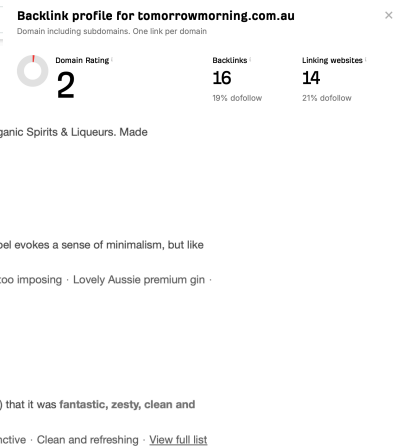 Backlink profile for tomorrowmorning.com.au
Domain including subdomains. One link per domain
Domain Rating i Backlinks i Linking websites i
2 16 14
19% dofollow 21% dofollow
ganic Spirits & Liqueurs. Made
bel evokes a sense of minimalism, but like
too imposing · Lovely Aussie premium gin ·
) that it was fantastic, zesty, clean and
nctive · Clean and refreshing · View full list